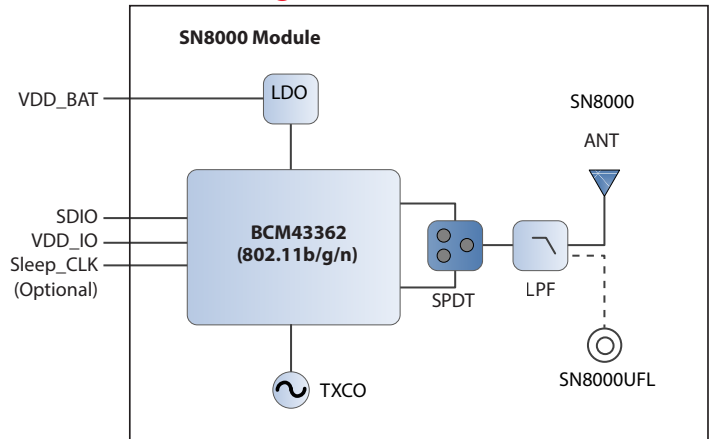 SN8000 Module
LDO
VDD_BAT
SN8000
ANT
SDIO
VDD_IO
Sleep_CLK
(Optional)
BCM43362
(802.11b/g/n)
SPDT
LPF
SN8000UFL
TXCO